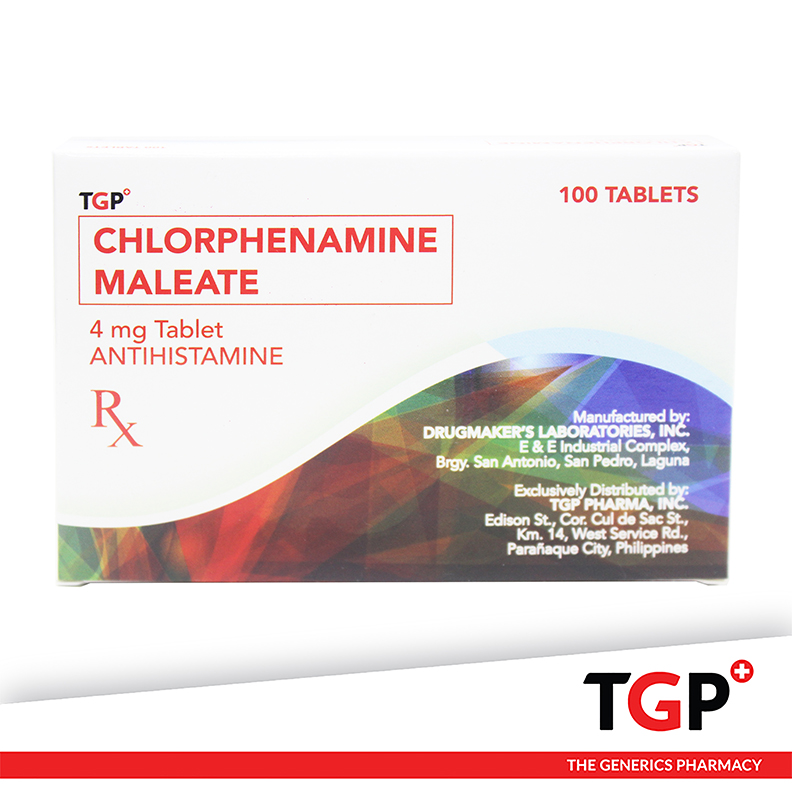 TGP
100 TABLETS
CHLORPHENAMINE
MALEATE
4 mg Tablet
ANTIHISTAMINE
Rx
Manufactured by:
DRUGMAKER'S LABORATORIES, INC.
E & E Industrial Complex,
Brgy. San Antonio, San Pedro, Laguna
Exclusively Distributed by:
TGP PHARMA, INC.
Edison St., Cor. Cul de Sac St.,
Km. 14, West Service Rd.,
Parañaque City, Philippines
TGP
THE GENERICS PHARMACY